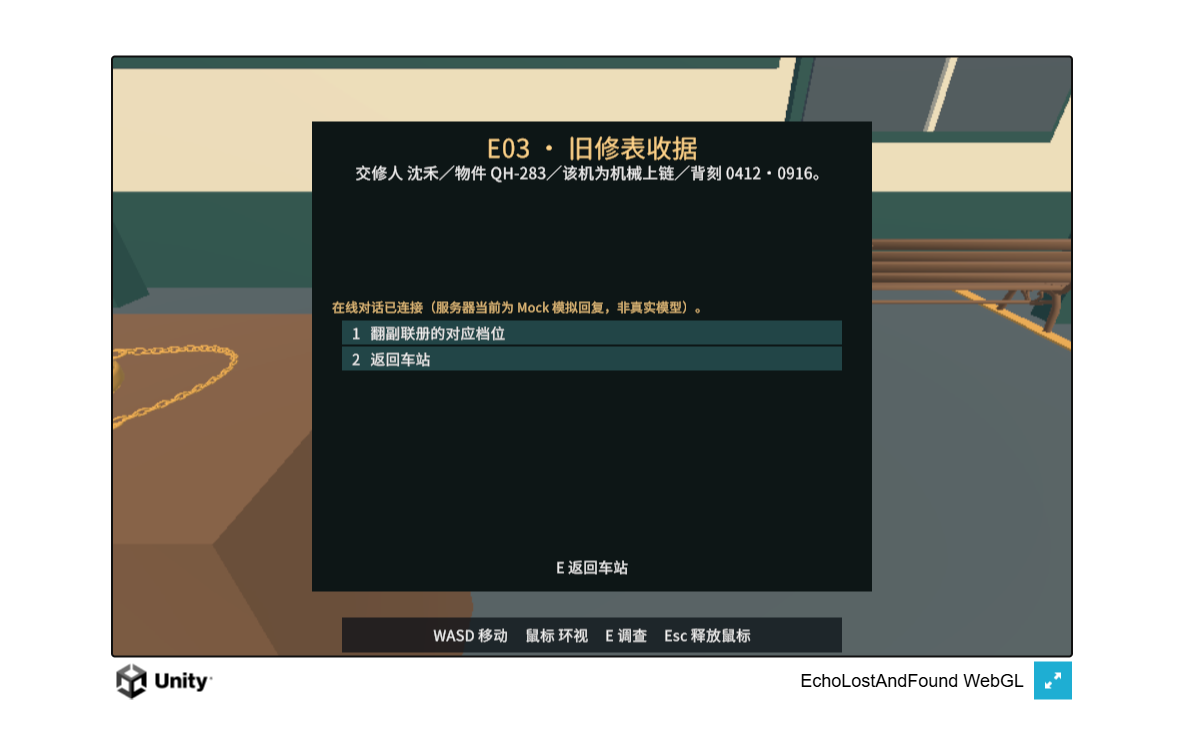 E03 · 旧修表收据
交修人 沈禾／物件 QH-283／该机为机械上链／背刻 0412·0916。
在线对话已连接（服务器当前为 Mock 模拟回复，非真实模型）。
1 翻副联册的对应档位
2 返回车站
E 返回车站
WASD 移动 鼠标 环视 E 调查 Esc 释放鼠标
Unity
EchoLostAndFound WebGL